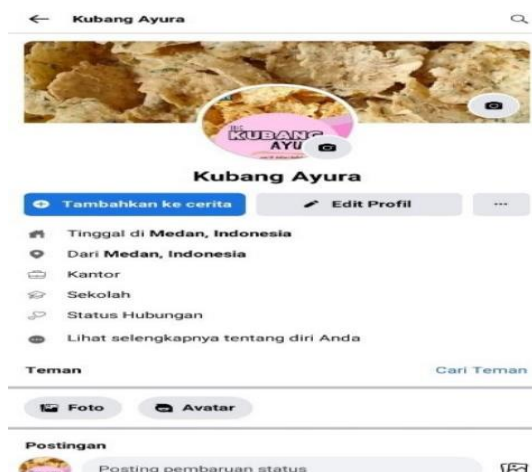 Kubang Ayura
KUBANG
AYU
Kubang Ayura
Tambahkan ke cerita
Edit Profil
Tinggal di Medan, Indonesia
Dari Medan, Indonesia
Kantor
Sekolah
Status Hubungan
Lihat selengkapnya tentang diri Anda
Teman
Cari Teman
Foto
Avatar
Postingan
Posting pembaruan status